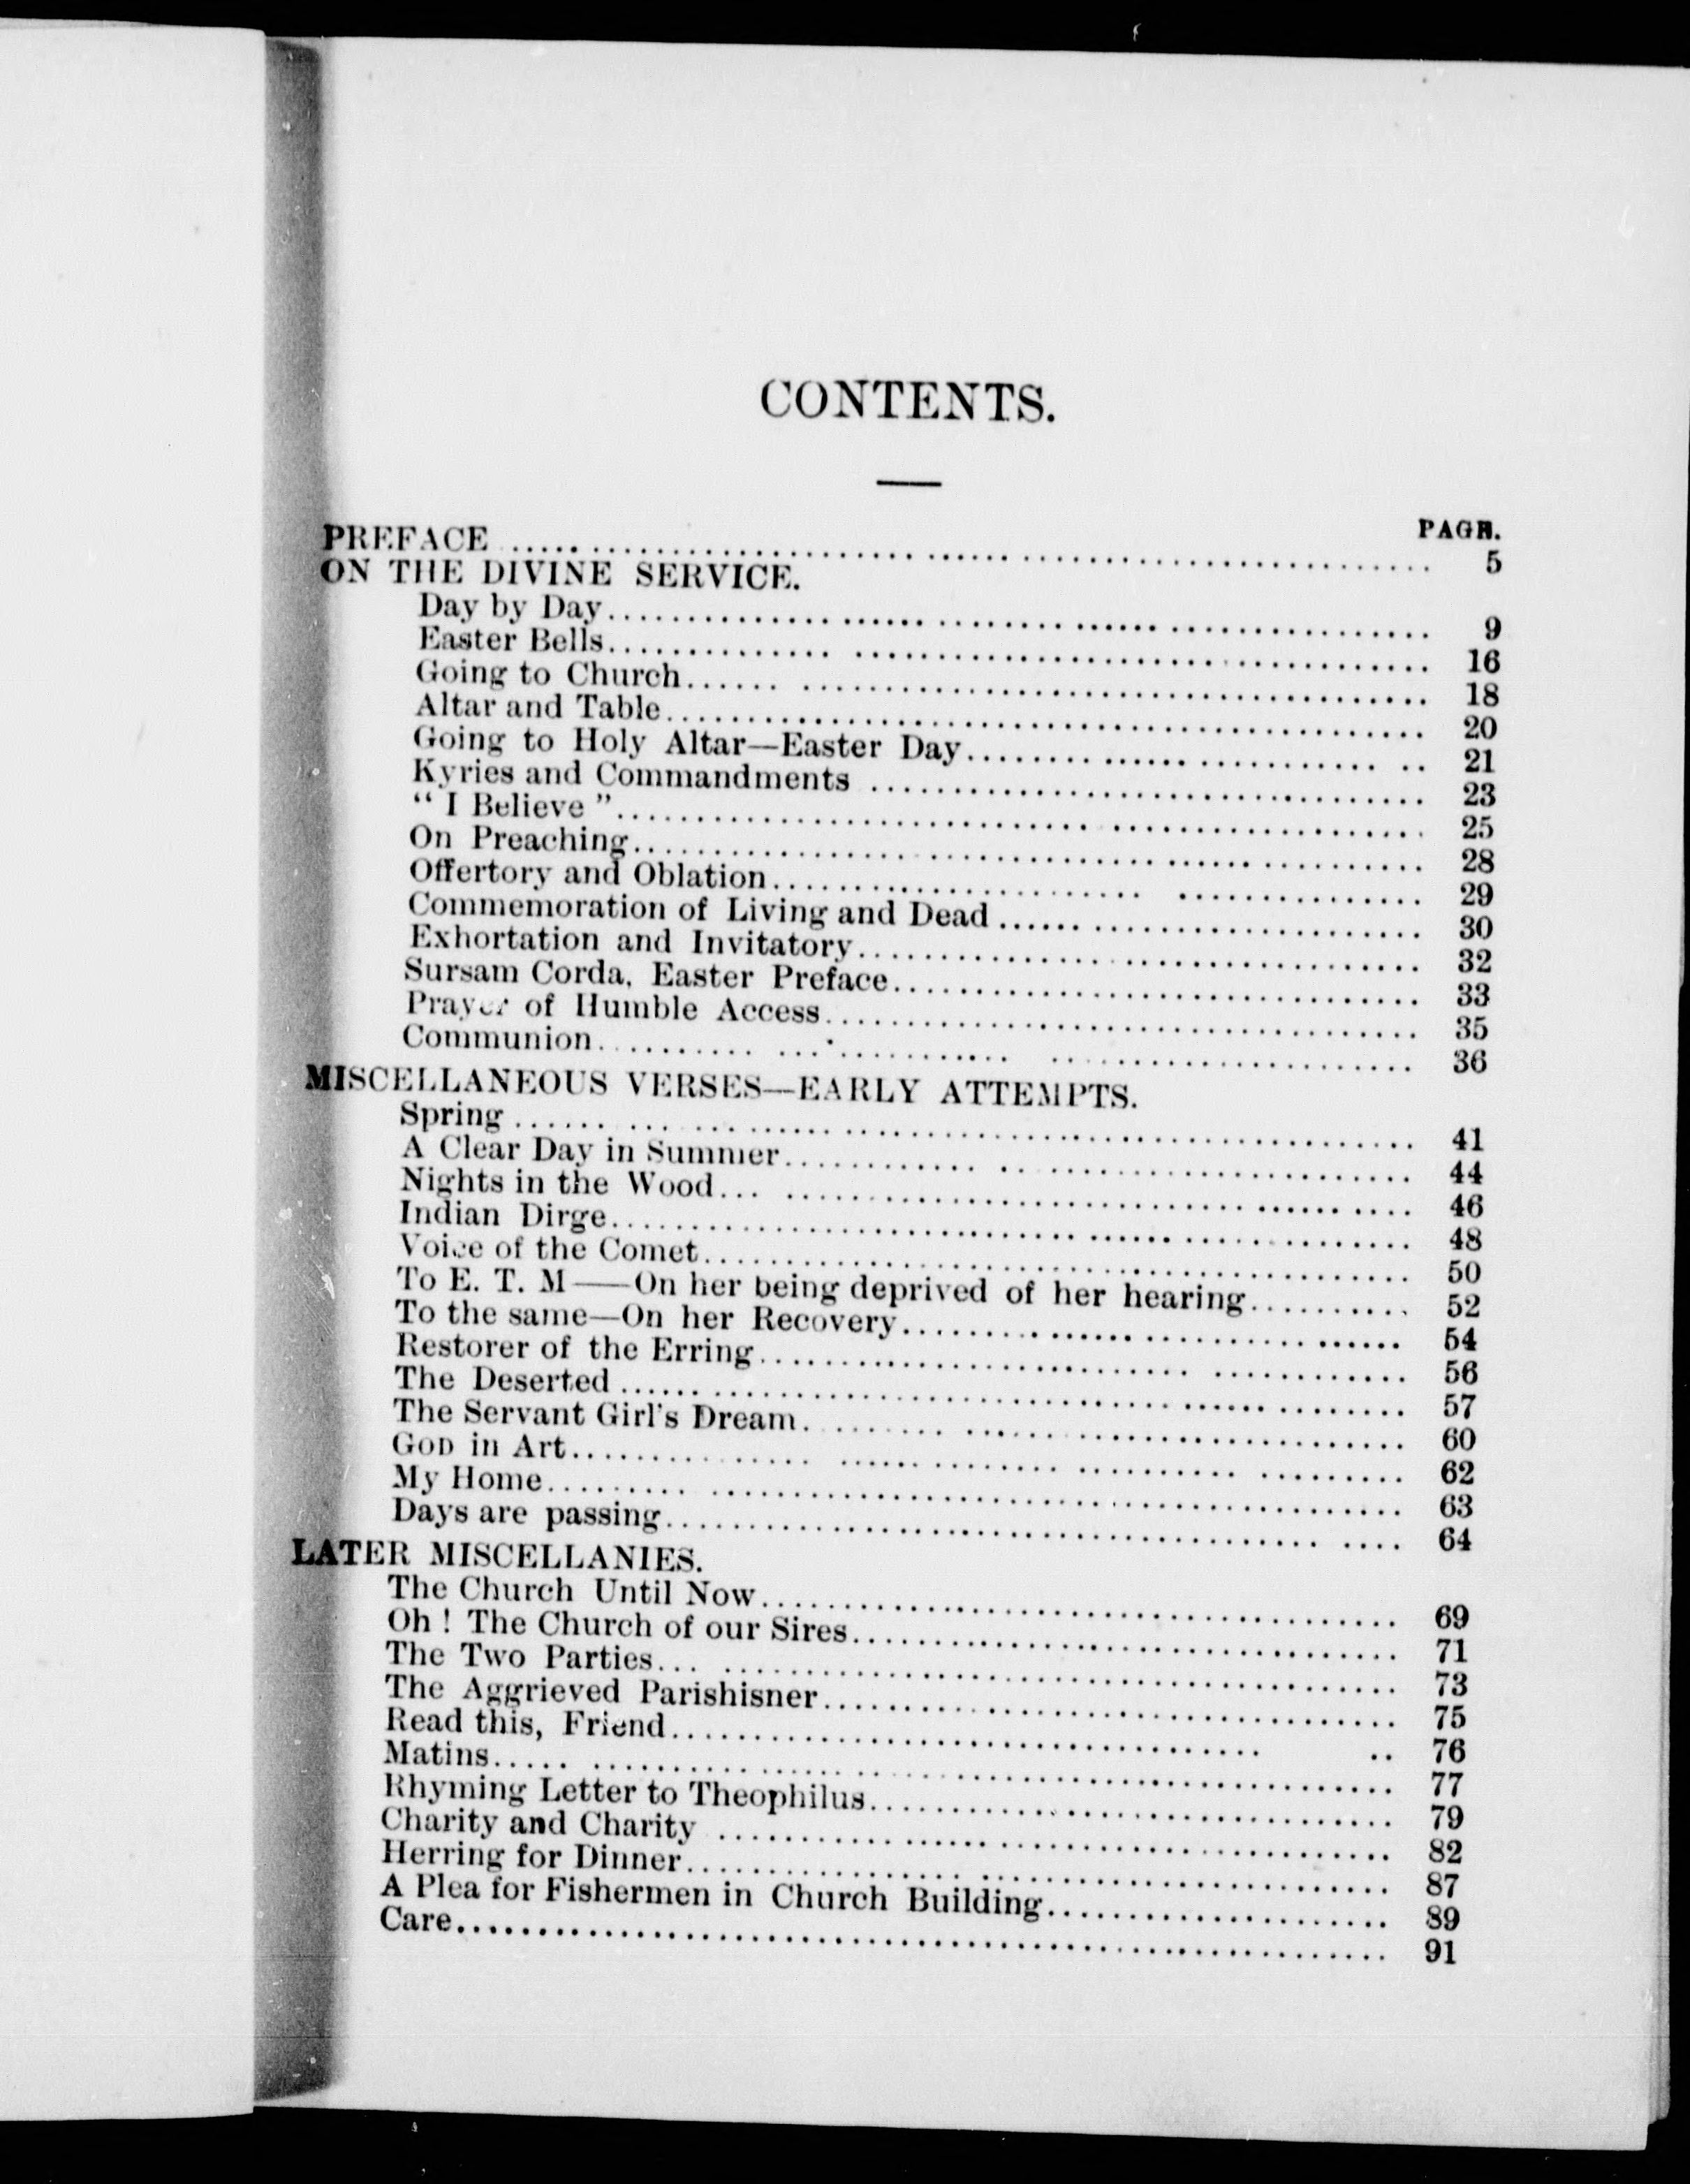 CONTENTS.
PAGE.
PREFACE ........................................ 5
ON THE DIVINE SERVICE.
Day by Day........................................ 9
Easter Bells........................................ 16
Going to Church........................................ 18
Altar and Table........................................ 20
Going to Holy Altar—Easter Day........................................ 21
Kyries and Commandments ........................................ 23
“ I Believe ”........................................ 25
On Preaching........................................ 28
Offertory and Oblation........................................ 29
Commemoration of Living and Dead ........................................ 30
Exhortation and Invitatory........................................ 32
Sursam Corda, Easter Preface........................................ 33
Prayer of Humble Access........................................ 35
Communion........................................ 36
MISCELLANEOUS VERSES—EARLY ATTEMPTS.
Spring ........................................ 41
A Clear Day in Summer........................................ 44
Nights in the Wood........................................ 46
Indian Dirge........................................ 48
Voice of the Comet........................................ 50
To E. T. M——On her being deprived of her hearing.......... 52
To the same—On her Recovery........................................ 54
Restorer of the Erring........................................ 56
The Deserted ........................................ 57
The Servant Girl's Dream........................................ 60
GOD in Art........................................ 62
My Home........................................ 63
Days are passing........................................ 64
LATER MISCELLANIES.
The Church Until Now........................................ 69
Oh ! The Church of our Sires........................................ 71
The Two Parties........................................ 73
The Aggrieved Parishisner........................................ 75
Read this, Friend........................................ 76
Matins........................................ 77
Rhyming Letter to Theophilus........................................ 79
Charity and Charity ........................................ 82
Herring for Dinner........................................ 87
A Plea for Fishermen in Church Building..................... 89
Care........................................ 91